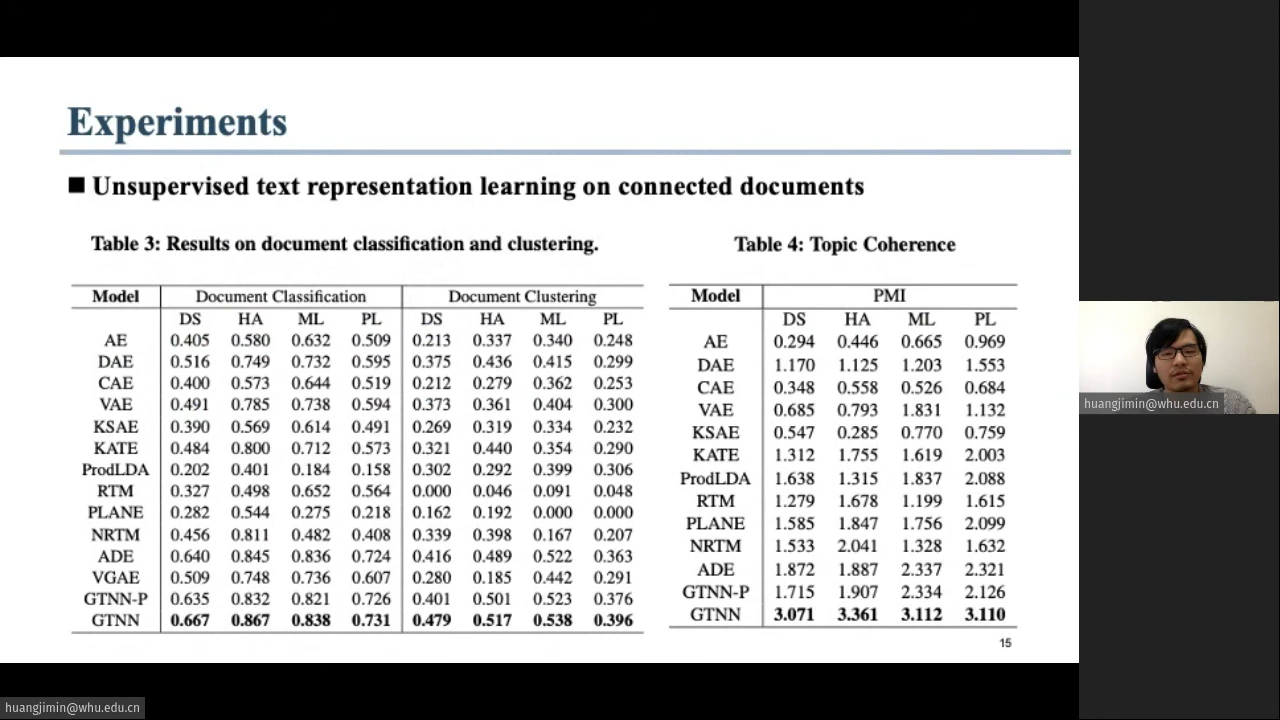 Experiments
■ Unsupervised text representation learning on connected documents
Table 3: Results on document classification and clustering.
Model Document Classification Document Clustering
DS HA ML PL DS HA ML PL
AE 0.405 0.580 0.632 0.509 0.213 0.337 0.340 0.248
DAE 0.516 0.749 0.732 0.595 0.375 0.436 0.415 0.299
CAE 0.400 0.573 0.644 0.519 0.212 0.279 0.362 0.253
VAE 0.491 0.785 0.738 0.594 0.373 0.361 0.404 0.300
KSAE 0.390 0.569 0.614 0.491 0.269 0.319 0.334 0.232
KATE 0.484 0.800 0.712 0.573 0.321 0.440 0.354 0.290
ProdLDA 0.202 0.401 0.184 0.158 0.302 0.292 0.399 0.306
RTM 0.327 0.498 0.652 0.564 0.000 0.046 0.091 0.048
PLANE 0.282 0.544 0.275 0.218 0.162 0.192 0.000 0.000
NRTM 0.456 0.811 0.482 0.408 0.339 0.398 0.167 0.207
ADE 0.640 0.845 0.836 0.724 0.416 0.489 0.522 0.363
VGAE 0.509 0.748 0.736 0.607 0.280 0.185 0.442 0.291
GTNN-P 0.635 0.832 0.821 0.726 0.401 0.501 0.523 0.376
GTNN 0.667 0.867 0.838 0.731 0.479 0.517 0.538 0.396
Table 4: Topic Coherence
Model PMI
DS HA ML PL
AE 0.294 0.446 0.665 0.969
DAE 1.170 1.125 1.203 1.553
CAE 0.348 0.558 0.526 0.684
VAE 0.685 0.793 1.831 1.132
KSAE 0.547 0.285 0.770 0.759
KATE 1.312 1.755 1.619 2.003
ProdLDA 1.638 1.315 1.837 2.088
RTM 1.279 1.678 1.199 1.615
PLANE 1.585 1.847 1.756 2.099
NRTM 1.533 2.041 1.328 1.632
ADE 1.872 1.887 2.337 2.321
GTNN-P 1.715 1.907 2.334 2.126
GTNN 3.071 3.361 3.112 3.110
15
huangjimin@whu.edu.cn
huangjimin@whu.edu.cn